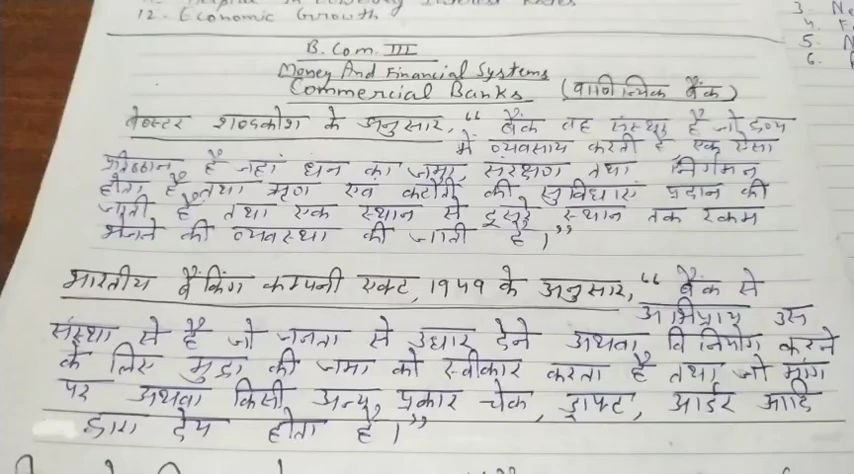 12. Economic Growth
3. Ne
4. F
5. N
6.
B. Com. III
Money And Financial Systems
Commercial Banks (वाणिज्यिक बैंक)
वेब्स्टर शब्दकोश के अनुसार, “ बैंक वह संस्था है जो द्रव्य
में व्यवसाय करती है एक ऐसा
प्रतिष्ठान है जहां धन का जमा, संरक्षण तथा निर्गमन
होता है तथा ऋण एवं कटौती की सुविधाएं प्रदान की
जाती है तथा एक स्थान से दूसरे स्थान तक रकम
भेजने की व्यवस्था की जाती है।”
भारतीय बैंकिंग कम्पनी एक्ट, १९४९ के अनुसार, “ बैंक से
अभिप्राय उस
संस्था से है जो जनता से उधार देने अथवा विनियोग करने
के लिए मुद्रा की जमा को स्वीकार करता है तथा जो मांग
पर अथवा किसी अन्य प्रकार चेक, ड्राफ्ट, आर्डर आदि
द्वारा देय होता है।”